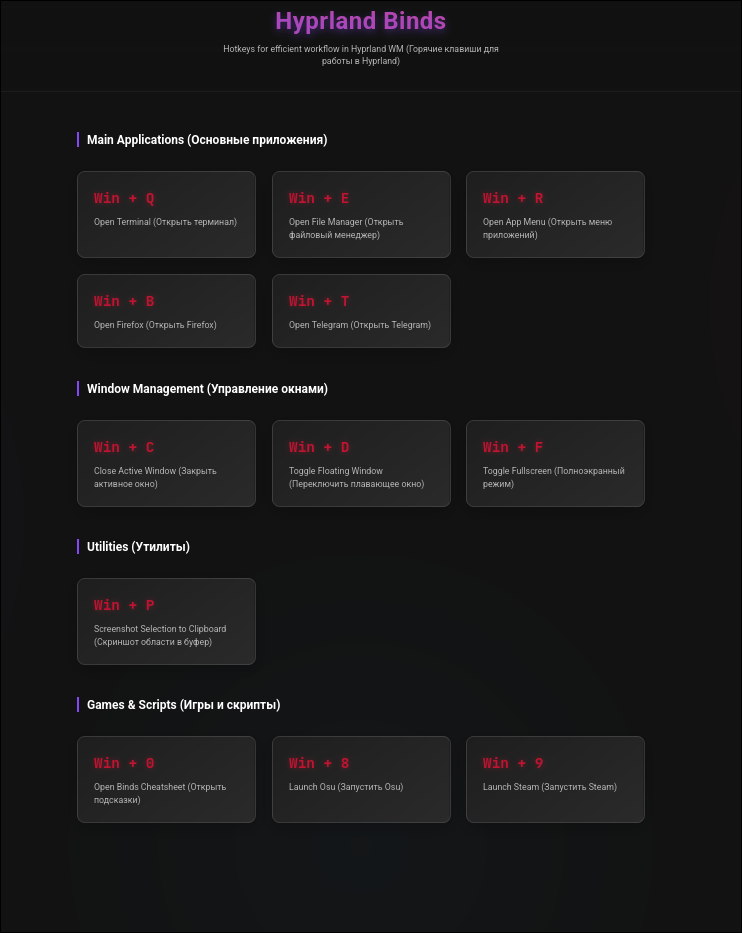 Hyprland Binds
Hotkeys for efficient workflow in Hyprland WM (Горячие клавиши для
работы в Hyprland)
Main Applications (Основные приложения)
Win + Q
Open Terminal (Открыть терминал)
Win + E
Open File Manager (Открыть
файловый менеджер)
Win + R
Open App Menu (Открыть меню
приложений)
Win + B
Open Firefox (Открыть Firefox)
Win + T
Open Telegram (Открыть Telegram)
Window Management (Управление окнами)
Win + C
Close Active Window (Закрыть
активное окно)
Win + D
Toggle Floating Window
(Переключить плавающее окно)
Win + F
Toggle Fullscreen (Полноэкранный
режим)
Utilities (Утилиты)
Win + P
Screenshot Selection to Clipboard
(Скриншот области в буфер)
Games & Scripts (Игры и скрипты)
Win + 0
Open Binds Cheatsheet (Открыть
подсказки)
Win + 8
Launch Osu (Запустить Osu)
Win + 9
Launch Steam (Запустить Steam)